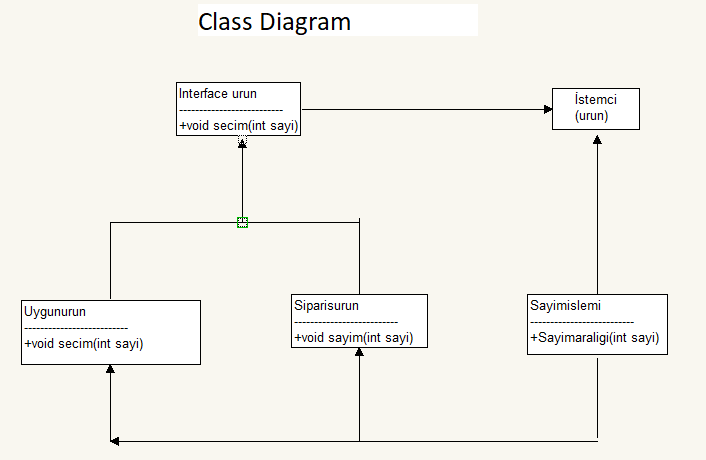 Class Diagram
Interface urun
--------------------------
+void secim(int sayi)
İstemci
(urun)
Uygunurun
--------------------------
+void secim(int sayi)
Siparisurun
--------------------------
+void sayim(int sayi)
Sayimislemi
--------------------------
+Sayimaraligi(int sayi)